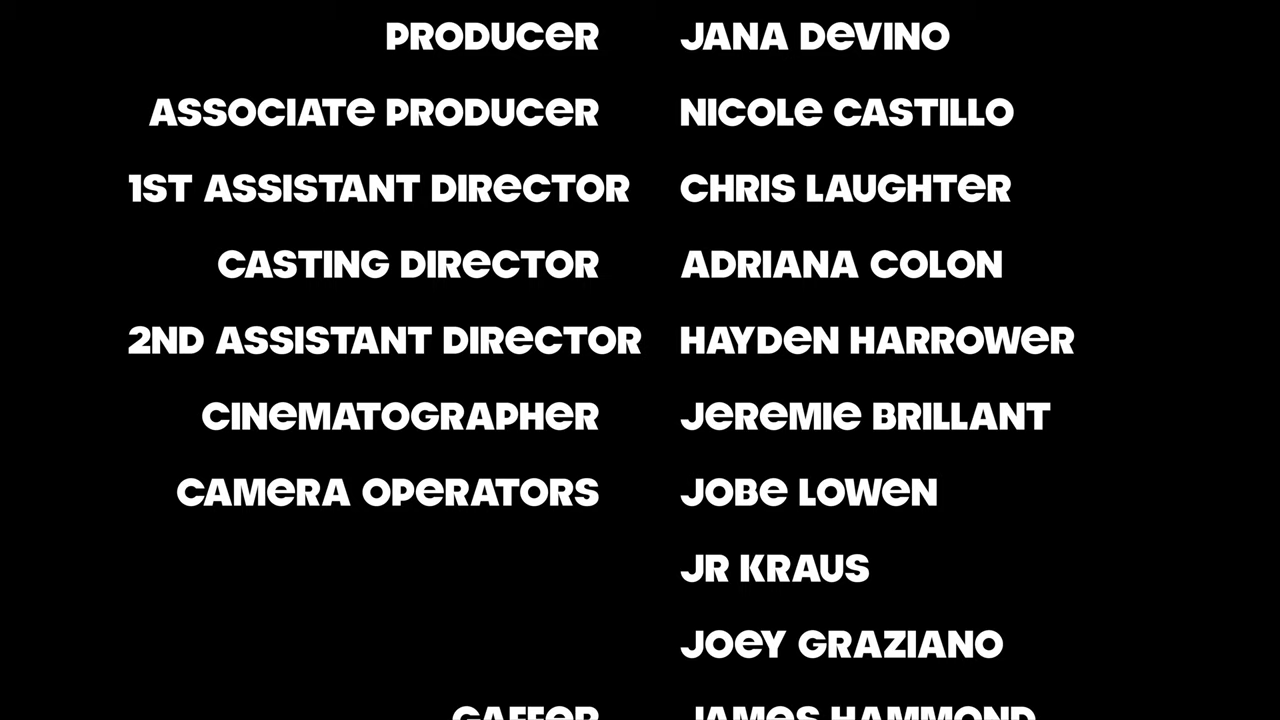 PRODUCER JANA DeVINO
ASSOCIATe PRODUCeR NICOLe CASTILLO
1ST ASSISTANT DIReCTOR CHRIS LAUGHTeR
CASTING DIReCTOR ADRIANA COLON
2ND ASSISTANT DIReCTOR HAYDeN HARROWeR
CINeMATOGRAPHeR JeReMIe BRILLANT
CAMeRA OPeRATORS JOBe LOWeN
JR KRAUS
JOeY GRAZIANO
GAFFeR JAMeS HAMMOND